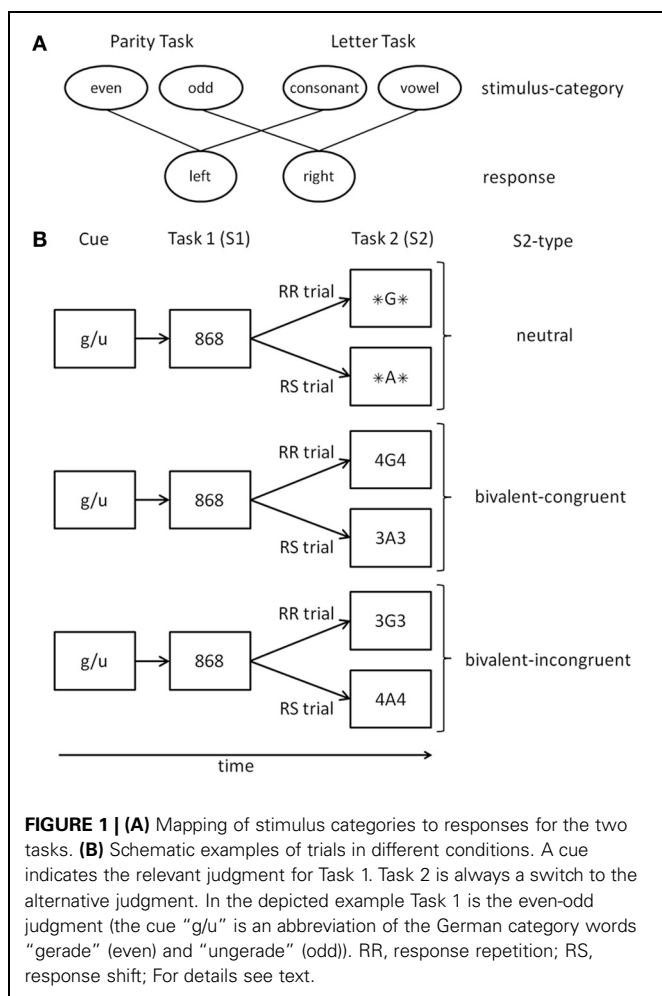 A Parity Task Letter Task
even odd consonant vowel stimulus-category
left right response
B Cue Task 1 (S1) Task 2 (S2) S2-type
RR trial ✳G✳
g/u 868 neutral
RS trial ✳A✳
RR trial 4G4
g/u 868 bivalent-congruent
RS trial 3A3
RR trial 3G3
g/u 868 bivalent-incongruent
RS trial 4A4
time
FIGURE 1 | (A) Mapping of stimulus categories to responses for the two
tasks. (B) Schematic examples of trials in different conditions. A cue
indicates the relevant judgment for Task 1. Task 2 is always a switch to the
alternative judgment. In the depicted example Task 1 is the even-odd
judgment (the cue “g/u” is an abbreviation of the German category words
“gerade” (even) and “ungerade” (odd)). RR, response repetition; RS,
response shift; For details see text.